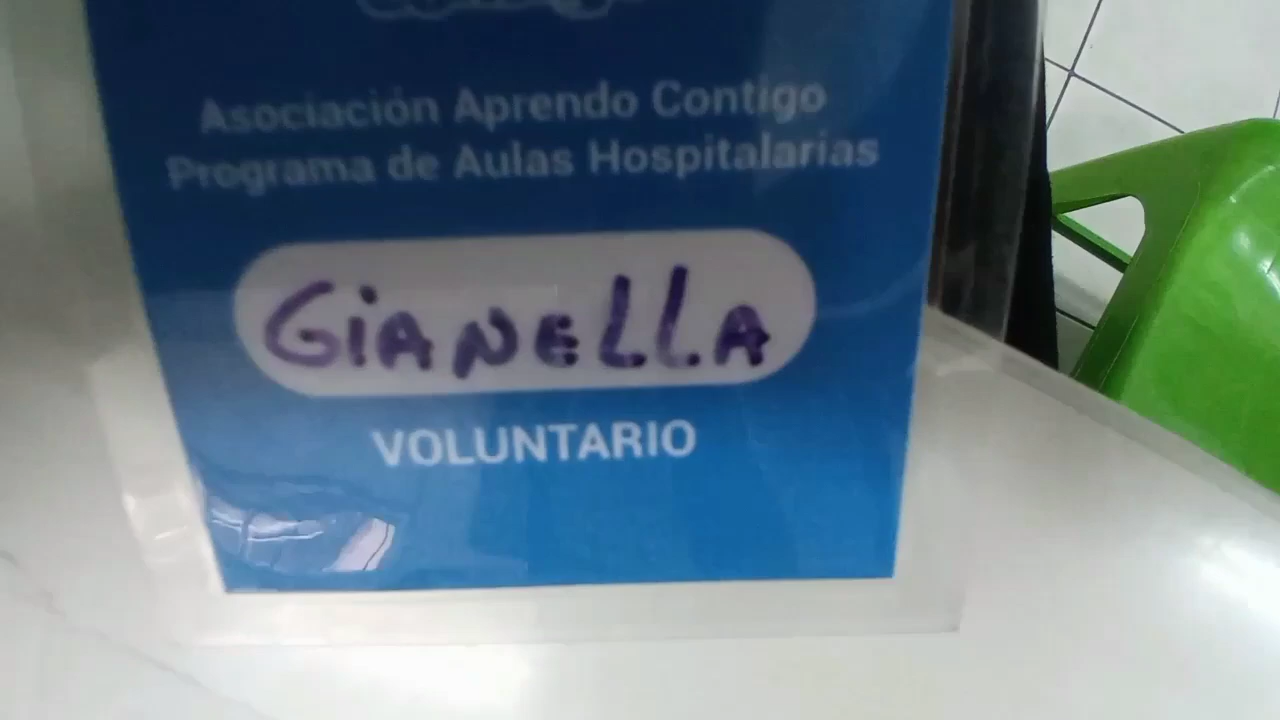 Asociación Aprendo Contigo
Programa de Aulas Hospitalarias
GiANELLA
VOLUNTARIO